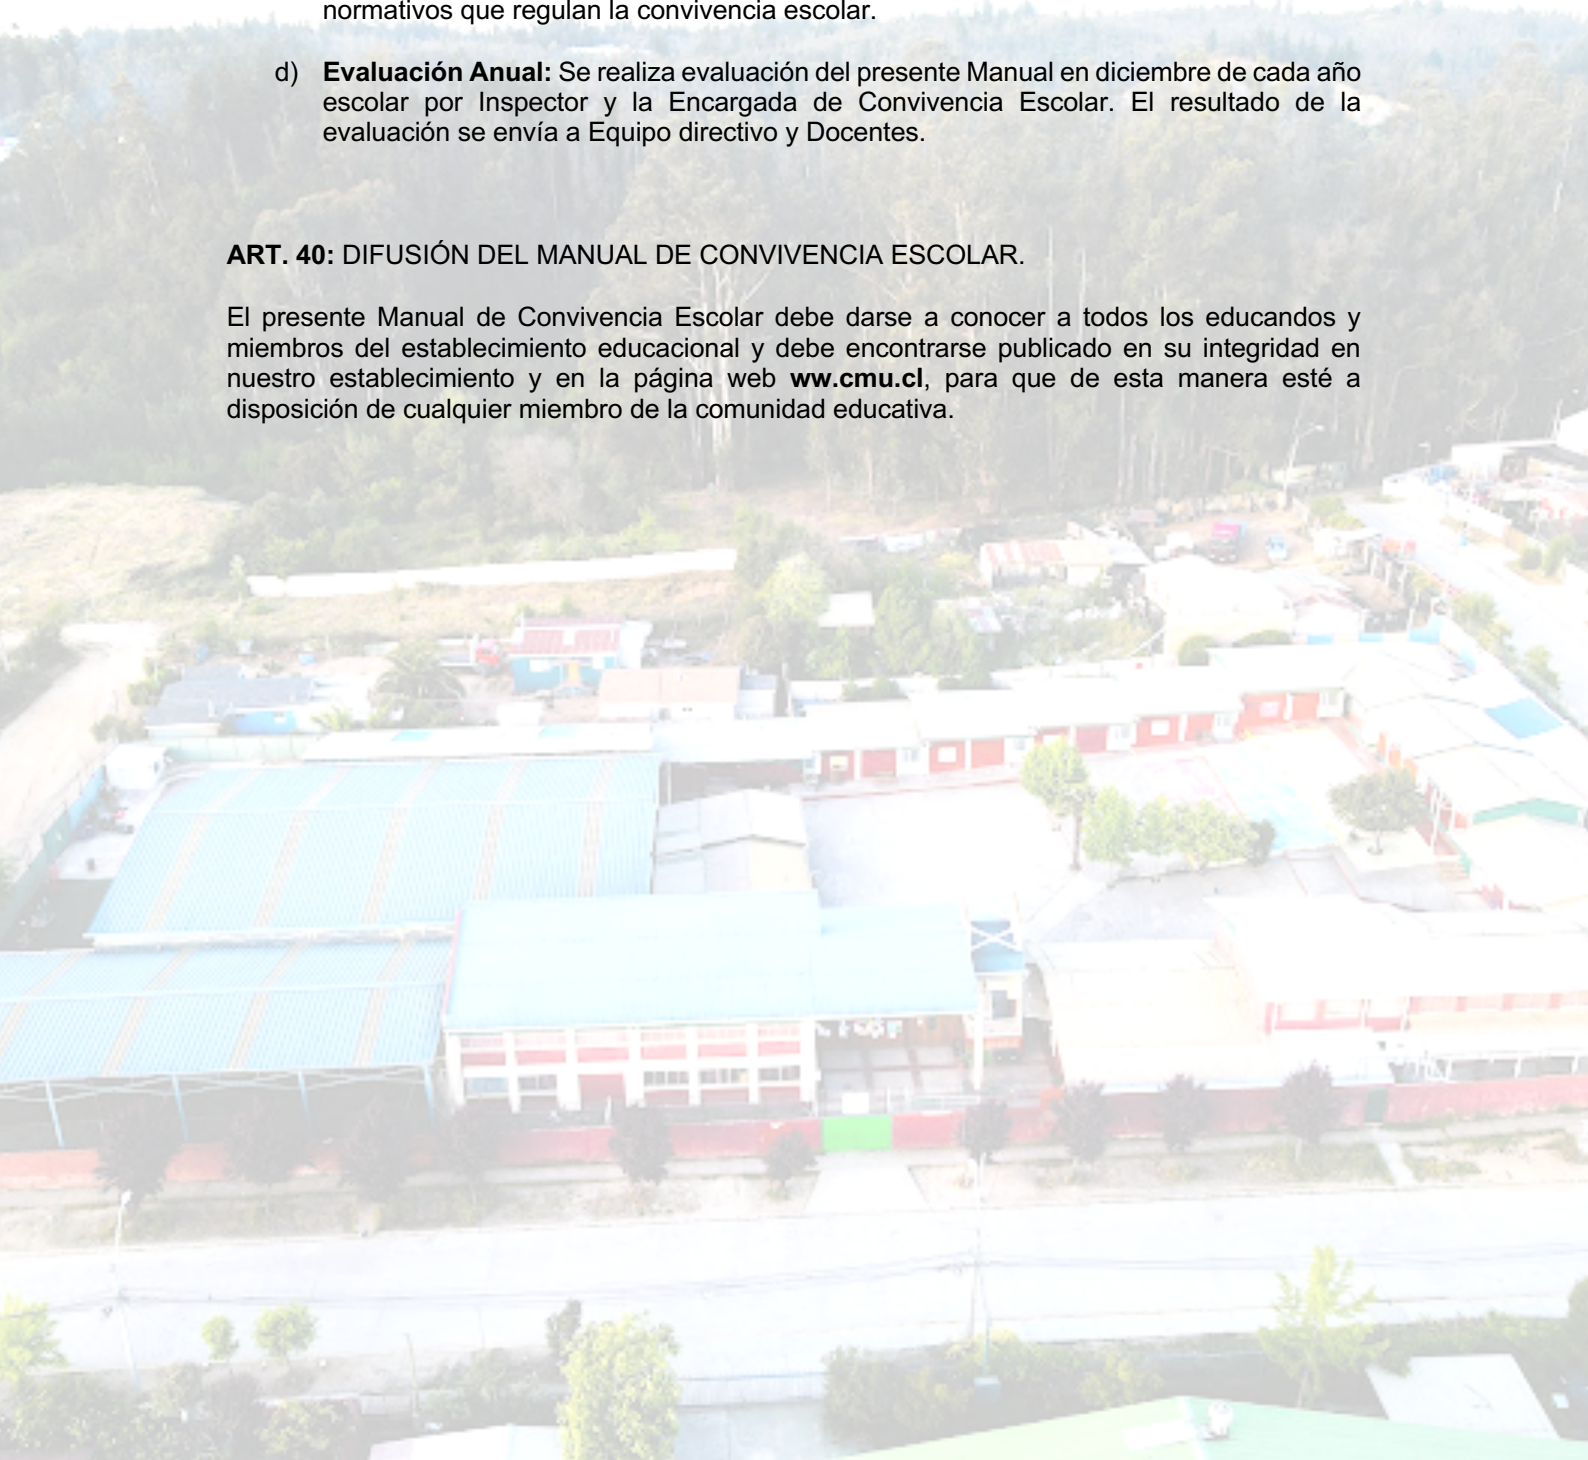 normativos que regulan la convivencia escolar.
d) Evaluación Anual: Se realiza evaluación del presente Manual en diciembre de cada año
escolar por Inspector y la Encargada de Convivencia Escolar. El resultado de la
evaluación se envía a Equipo directivo y Docentes.
ART. 40: DIFUSIÓN DEL MANUAL DE CONVIVENCIA ESCOLAR.
El presente Manual de Convivencia Escolar debe darse a conocer a todos los educandos y
miembros del establecimiento educacional y debe encontrarse publicado en su integridad en
nuestro establecimiento y en la página web ww.cmu.cl, para que de esta manera esté a
disposición de cualquier miembro de la comunidad educativa.